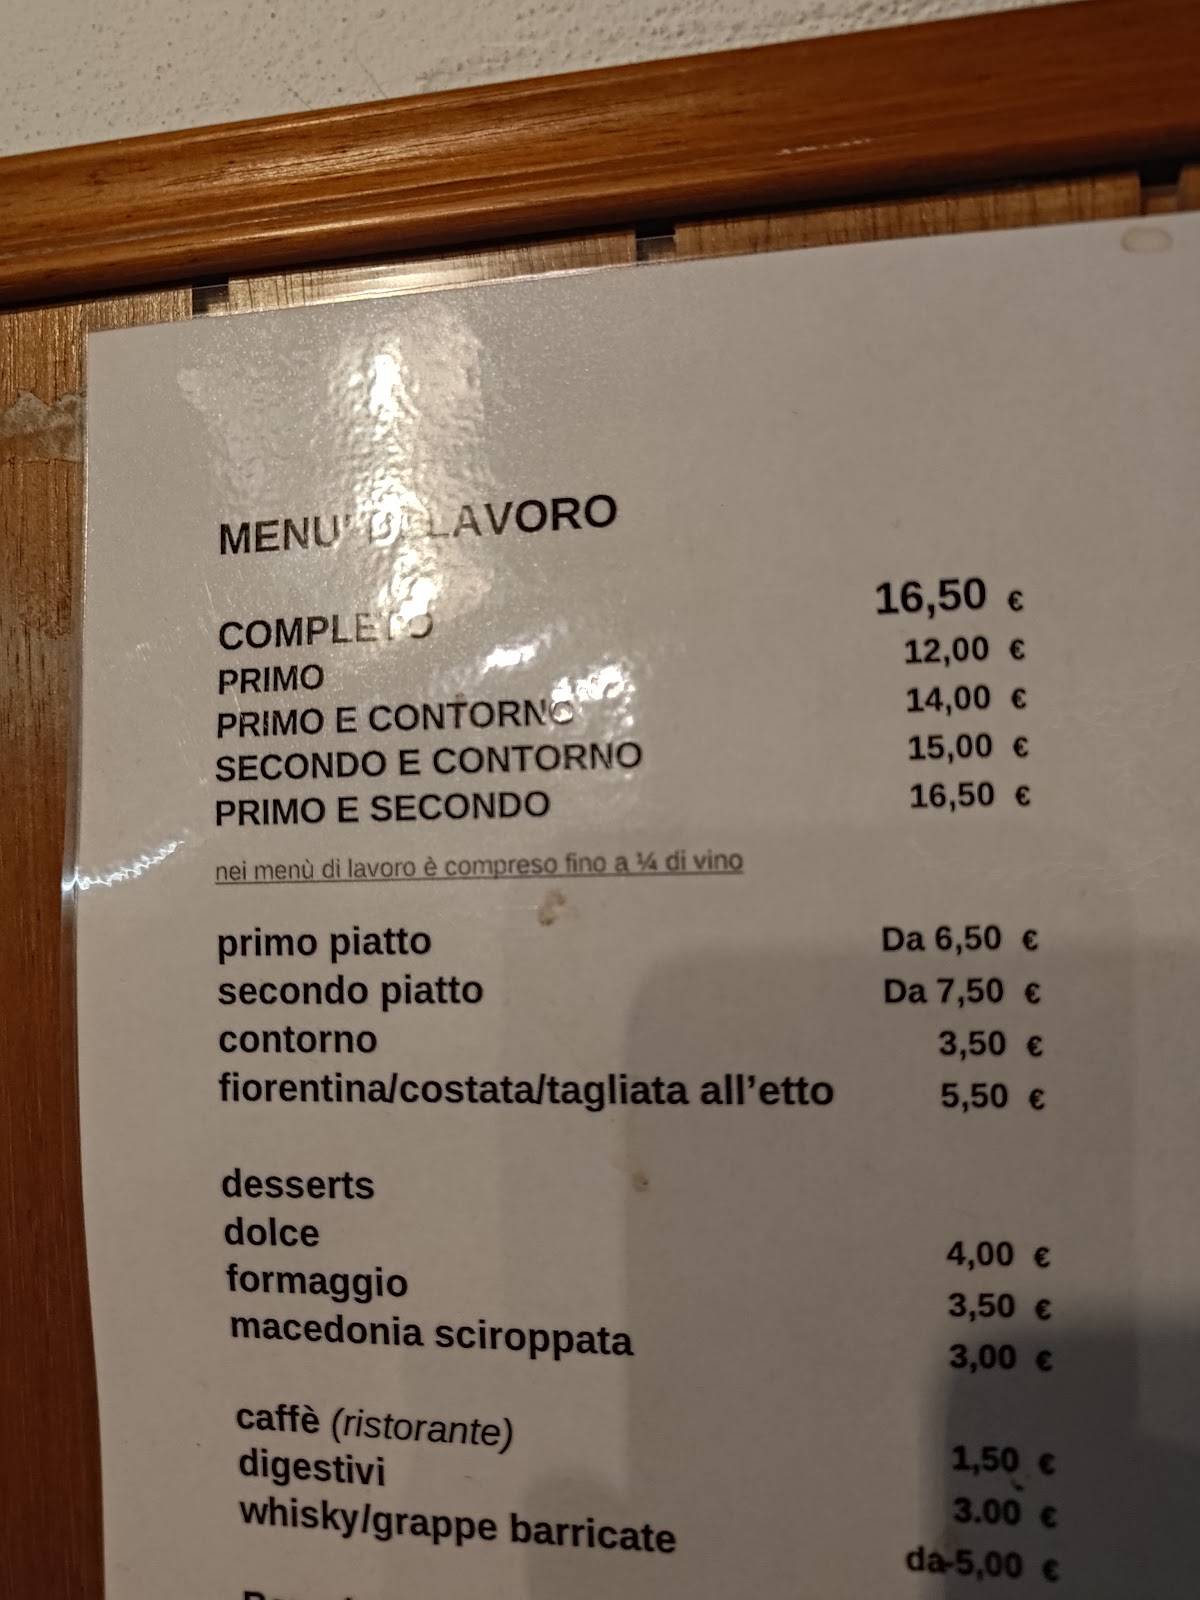 MENU' DI LAVORO
COMPLETO 16,50 €
PRIMO 12,00 €
PRIMO E CONTORNO 14,00 €
SECONDO E CONTORNO 15,00 €
PRIMO E SECONDO 16,50 €
nei menù di lavoro è compreso fino a ¼ di vino
primo piatto Da 6,50 €
secondo piatto Da 7,50 €
contorno 3,50 €
fiorentina/costata/tagliata all’etto 5,50 €
desserts
dolce 4,00 €
formaggio 3,50 €
macedonia sciroppata 3,00 €
caffè (ristorante) 1,50 €
digestivi 3.00 €
whisky/grappe barricate da 5,00 €